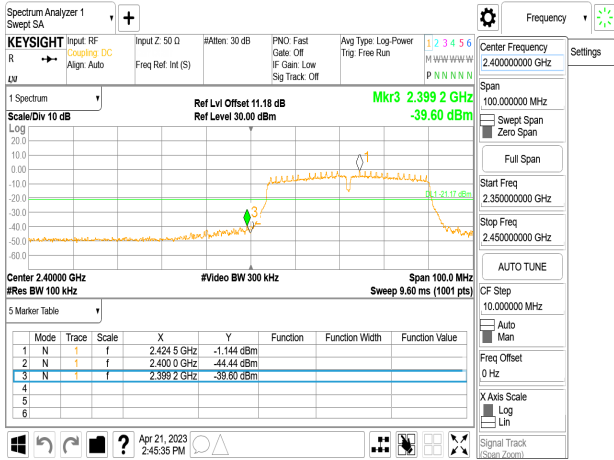 Spectrum Analyzer 1
Swept SA
Frequency
KEYSIGHT
R
Input: RF
Coupling: DC
Align: Auto
Input Z: 50 Ω
Freq Ref: Int (S)
#Atten: 30 dB
PNO: Fast
Gate: Off
IF Gain: Low
Sig Track: Off
Avg Type: Log-Power
Trig: Free Run
1 2 3 4 5 6
M W W W W W
P N N N N N
1 Spectrum
Scale/Div 10 dB
Log
Ref Lvl Offset 11.18 dB
Ref Level 30.00 dBm
Mkr3 2.399 2 GHz
-39.60 dBm
20.0
10.0
0.00
-10.0
-20.0
-30.0
-40.0
-50.0
-60.0
1
3
DL1 -21.17 dBm
Center 2.40000 GHz
#Res BW 100 kHz
#Video BW 300 kHz
Span 100.0 MHz
Sweep 9.60 ms (1001 pts)
5 Marker Table
Mode Trace Scale X Y Function Function Width Function Value
1 N 1 f 2.424 5 GHz -1.144 dBm
2 N 1 f 2.400 0 GHz -44.44 dBm
3 N 1 f 2.399 2 GHz -39.60 dBm
4
5
6
Apr 21, 2023
2:45:35 PM
Settings
Center Frequency
2.400000000 GHz
Span
100.000000 MHz
Swept Span
Zero Span
Full Span
Start Freq
2.350000000 GHz
Stop Freq
2.450000000 GHz
AUTO TUNE
CF Step
10.000000 MHz
Auto
Man
Freq Offset
0 Hz
X Axis Scale
Log
Lin
Signal Track
(Span Zoom)